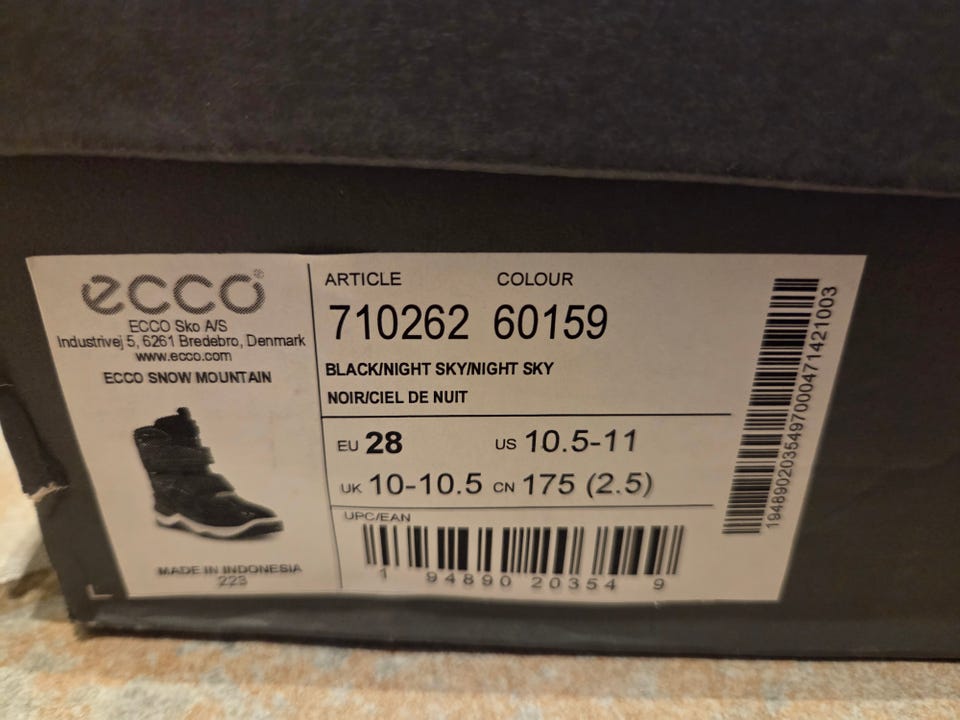 ecco®
ECCO Sko A/S
Industrivej 5, 6261 Bredebro, Denmark
www.ecco.com
ECCO SNOW MOUNTAIN
MADE IN INDONESIA
223
ARTICLE COLOUR
710262 60159
BLACK/NIGHT SKY/NIGHT SKY
NOIR/CIEL DE NUIT
EU 28 US 10.5-11
UK 10-10.5 CN 175 (2.5)
UPC/EAN
1 94890 20354 9
1948902035497000471421003